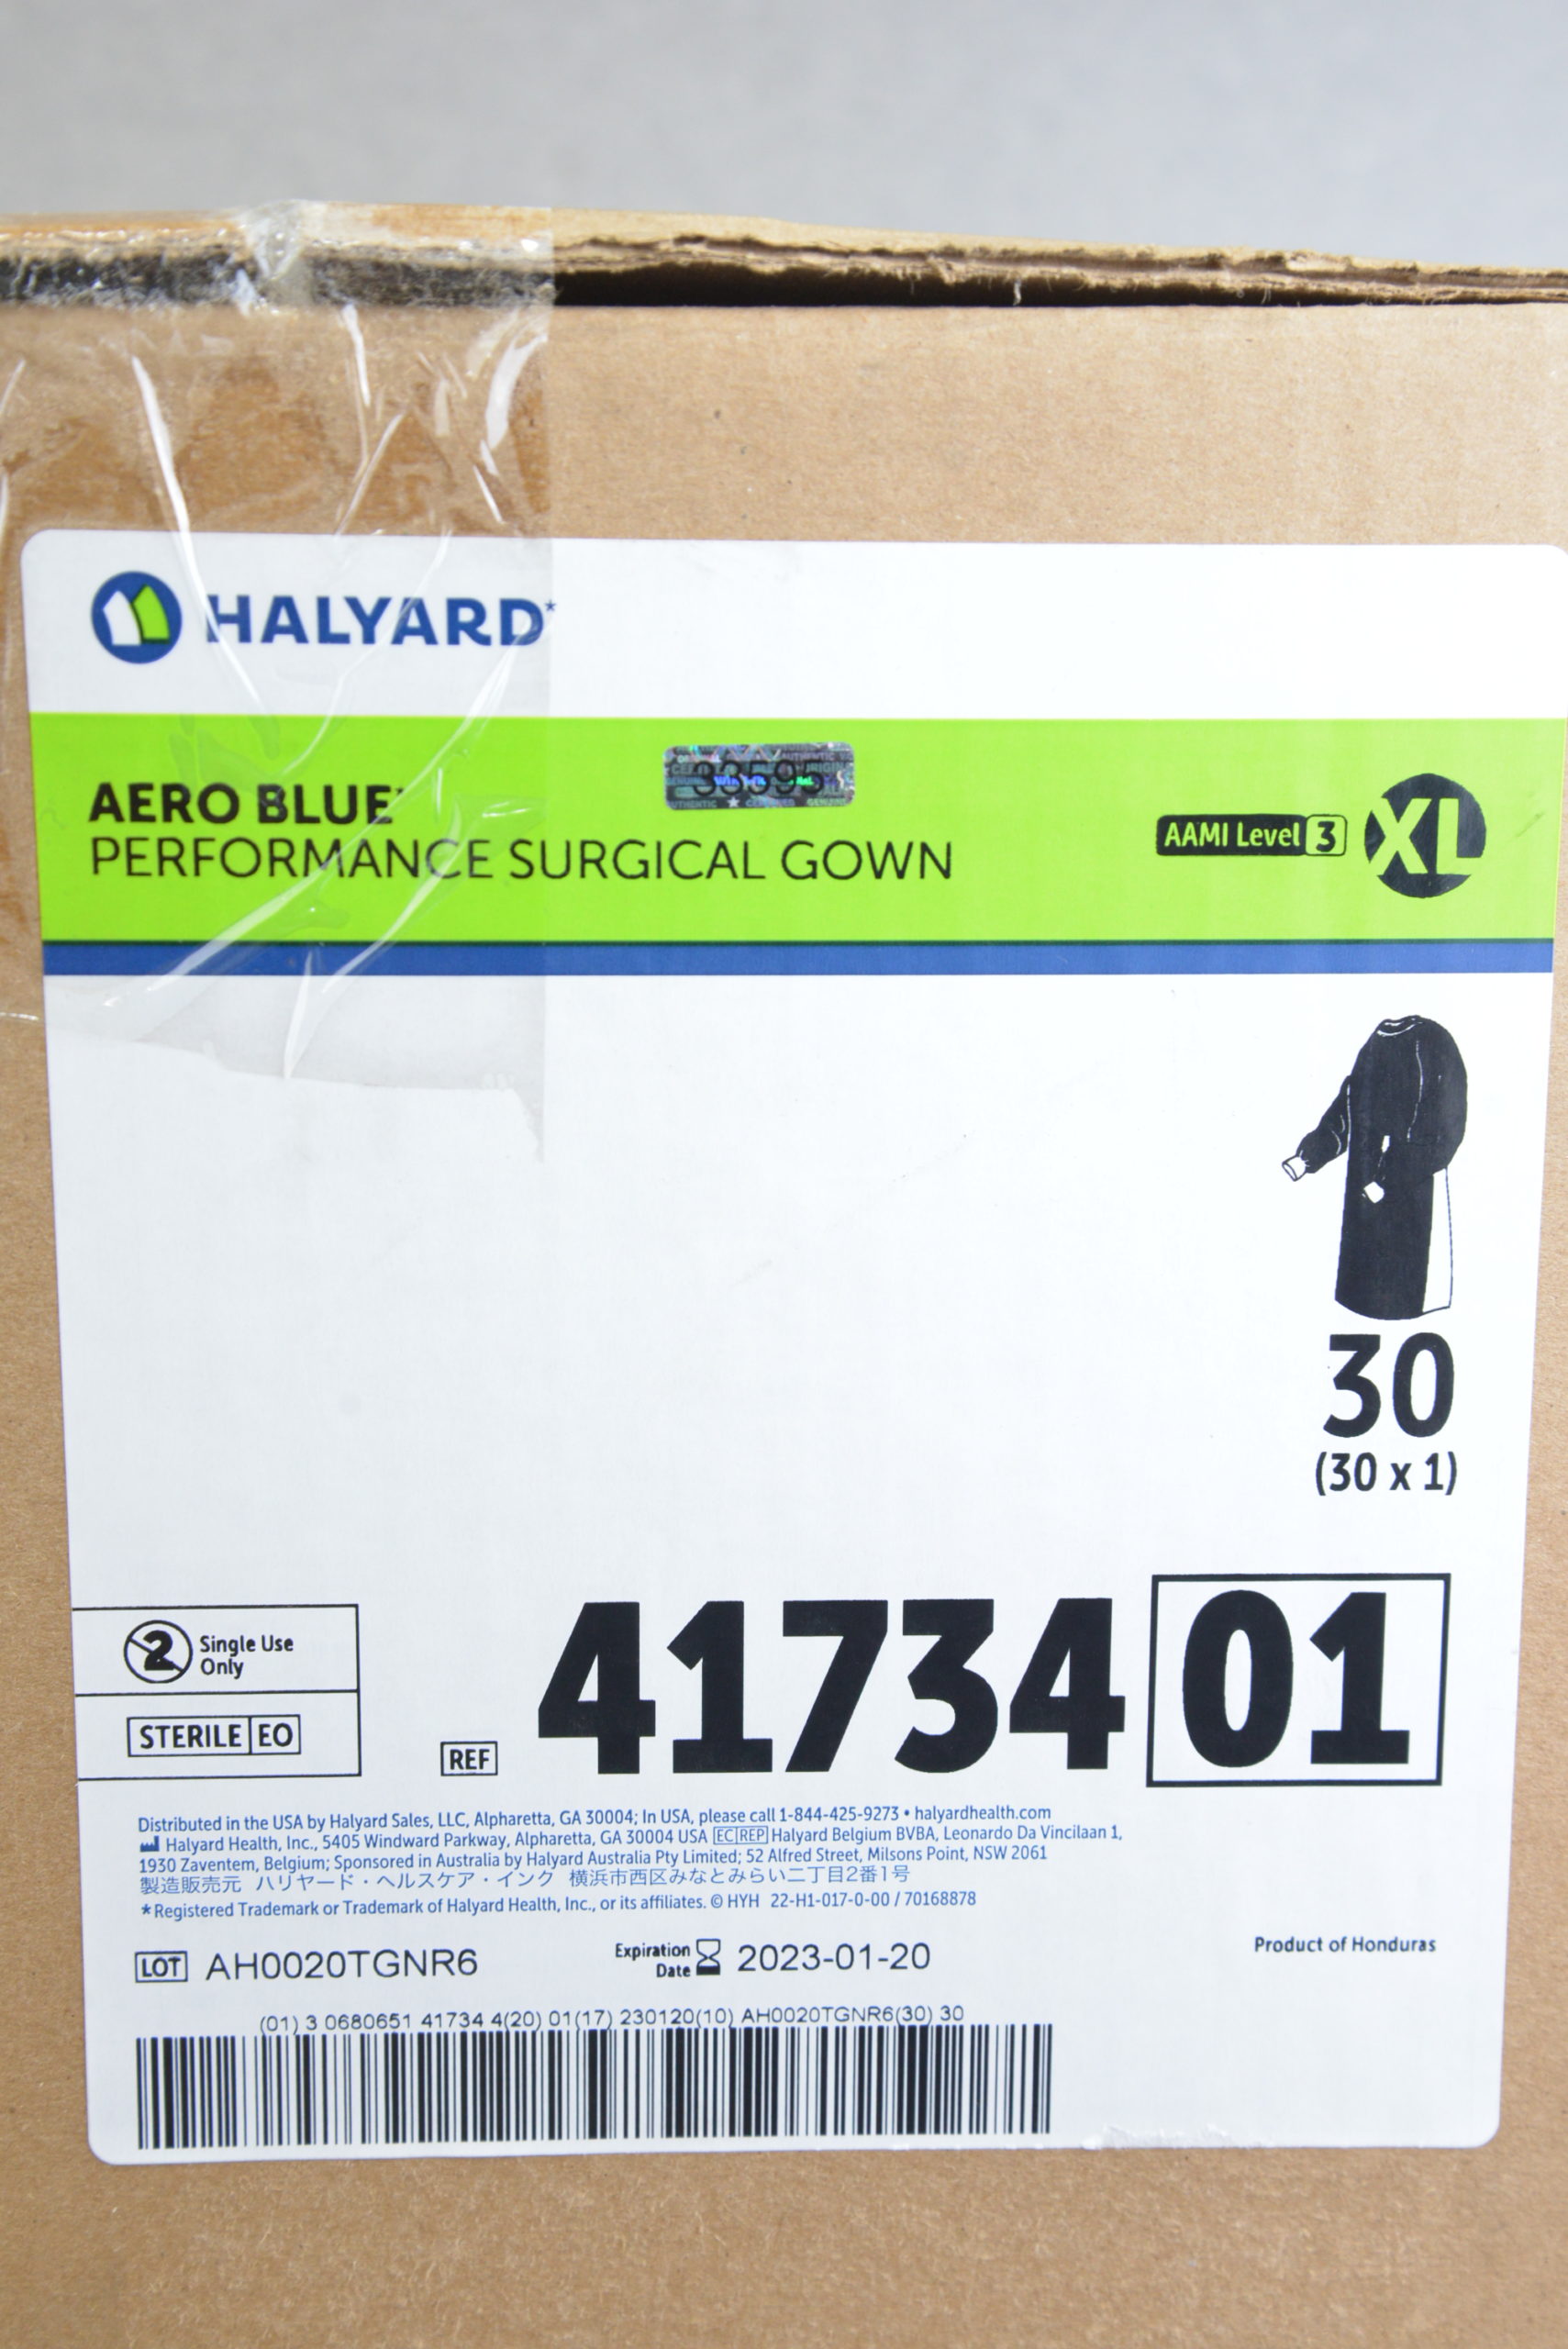 HALYARD*
33595
AERO BLUE*
PERFORMANCE SURGICAL GOWN
AAMI Level 3
XL
30
(30 x 1)
2 Single Use
Only
STERILE EO
REF 41734 01
Distributed in the USA by Halyard Sales, LLC, Alpharetta, GA 30004; In USA, please call 1-844-425-9273 • halyardhealth.com
Halyard Health, Inc., 5405 Windward Parkway, Alpharetta, GA 30004 USA EC REP Halyard Belgium BVBA, Leonardo Da Vincilaan 1,
1930 Zaventem, Belgium; Sponsored in Australia by Halyard Australia Pty Limited; 52 Alfred Street, Milsons Point, NSW 2061
製造販売元 ハリヤード・ヘルスケア・インク 横浜市西区みなとみらい二丁目2番1号
*Registered Trademark or Trademark of Halyard Health, Inc., or its affiliates. © HYH 22-H1-017-0-00 / 70168878
LOT AH0020TGNR6
Expiration
Date 2023-01-20
Product of Honduras
(01) 3 0680651 41734 4(20) 01(17) 230120(10) AH0020TGNR6(30) 30